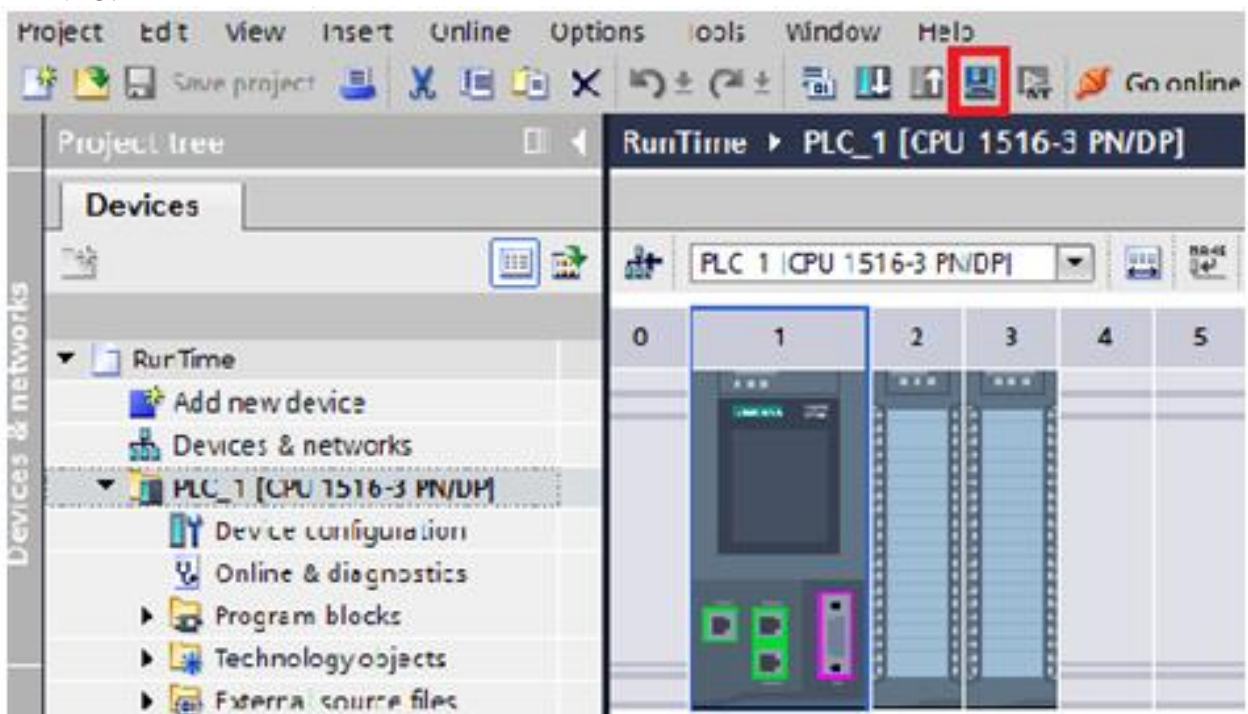 Project Edit View Insert Online Options Tools Window Help
Save project Go online
Project tree
RunTime PLC_1 [CPU 1516-3 PN/DP]
Devices
PLC_1 [CPU 1516-3 PN/DP]
Devices & networks
0 1 2 3 4 5
RunTime
Add new device
Devices & networks
PLC_1 [CPU 1516-3 PN/DP]
Device configuration
SIEMENS
Online & diagnostics
Program blocks
Technology objects
External source files